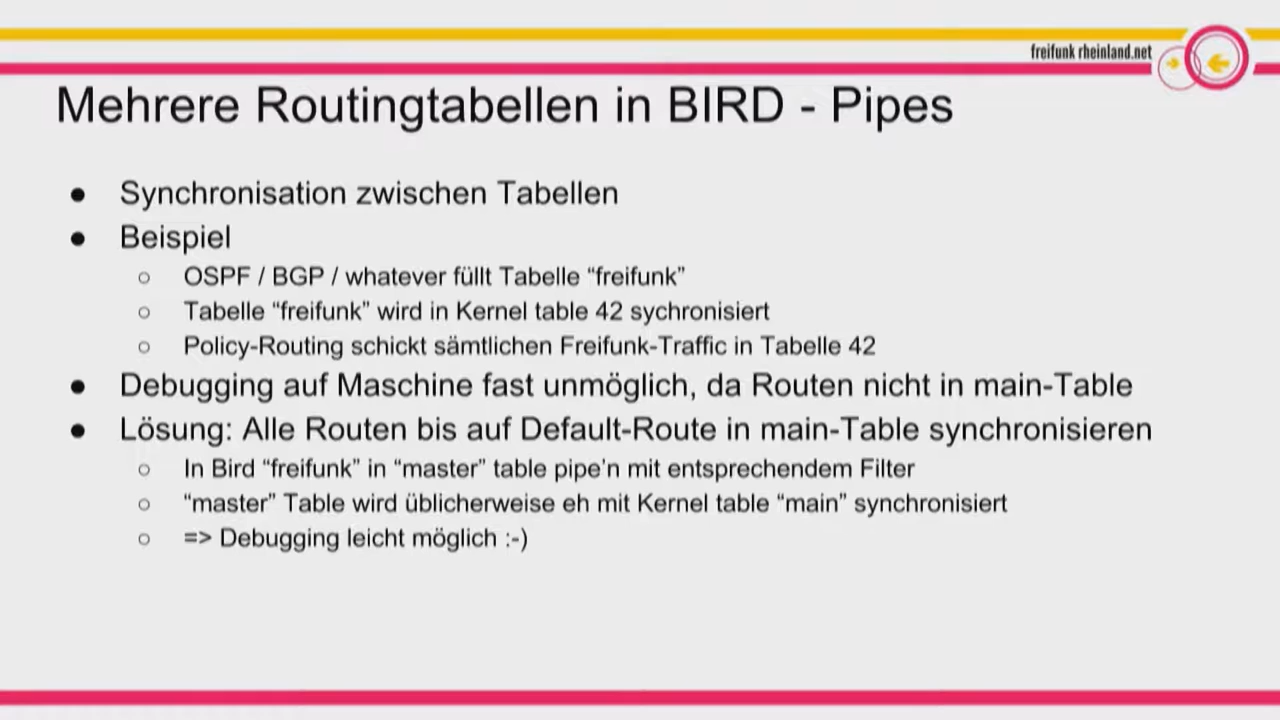 freifunk rheinland.net
Mehrere Routingtabellen in BIRD - Pipes
● Synchronisation zwischen Tabellen
● Beispiel
○ OSPF / BGP / whatever füllt Tabelle “freifunk”
○ Tabelle “freifunk” wird in Kernel table 42 sychronisiert
○ Policy-Routing schickt sämtlichen Freifunk-Traffic in Tabelle 42
● Debugging auf Maschine fast unmöglich, da Routen nicht in main-Table
● Lösung: Alle Routen bis auf Default-Route in main-Table synchronisieren
○ In Bird “freifunk” in “master” table pipe’n mit entsprechendem Filter
○ “master” Table wird üblicherweise eh mit Kernel table “main” synchronisiert
○ => Debugging leicht möglich :-)